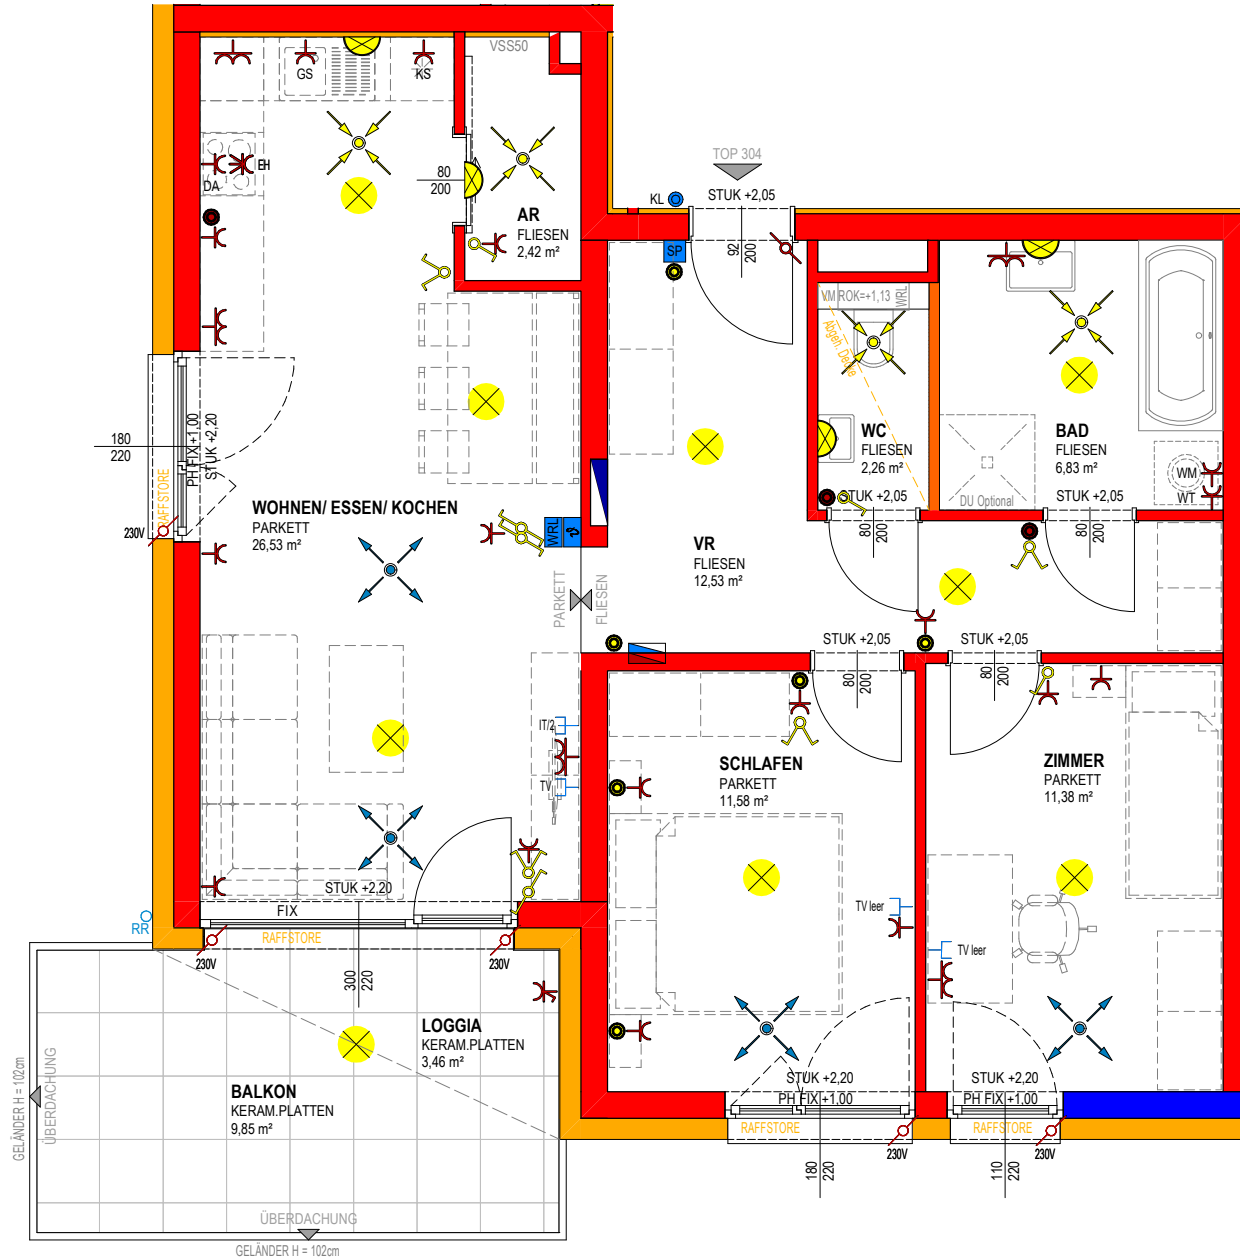 VSS50
GS
KS
EH
DA
80
200
AR
FLIESEN
2,42 m²
TOP 304
KL
STUK +2,05
92
200
SP
VM ROK=+1,13
WRL
Abgeh. Decke
WC
FLIESEN
2,26 m²
STUK +2,05
80
200
BAD
FLIESEN
6,83 m²
DU Optional
WM
WT
STUK +2,05
80
200
180
220
PH FIX +1,00
STUK +2,20
RAFFSTORE
230V
WOHNEN/ ESSEN/ KOCHEN
PARKETT
26,53 m²
WRL
PARKETT
FLIESEN
VR
FLIESEN
12,53 m²
STUK +2,05
80
200
STUK +2,05
80
200
IT/2
TV
SCHLAFEN
PARKETT
11,58 m²
ZIMMER
PARKETT
11,38 m²
STUK +2,20
FIX
RR
RAFFSTORE
230V
230V
300
220
TV leer
TV leer
LOGGIA
KERAM.PLATTEN
3,46 m²
BALKON
KERAM.PLATTEN
9,85 m²
GELÄNDER H = 102cm
ÜBERDACHUNG
STUK +2,20
PH FIX +1,00
RAFFSTORE
230V
180
220
STUK +2,20
PH FIX +1,00
RAFFSTORE
230V
110
220
ÜBERDACHUNG
GELÄNDER H = 102cm